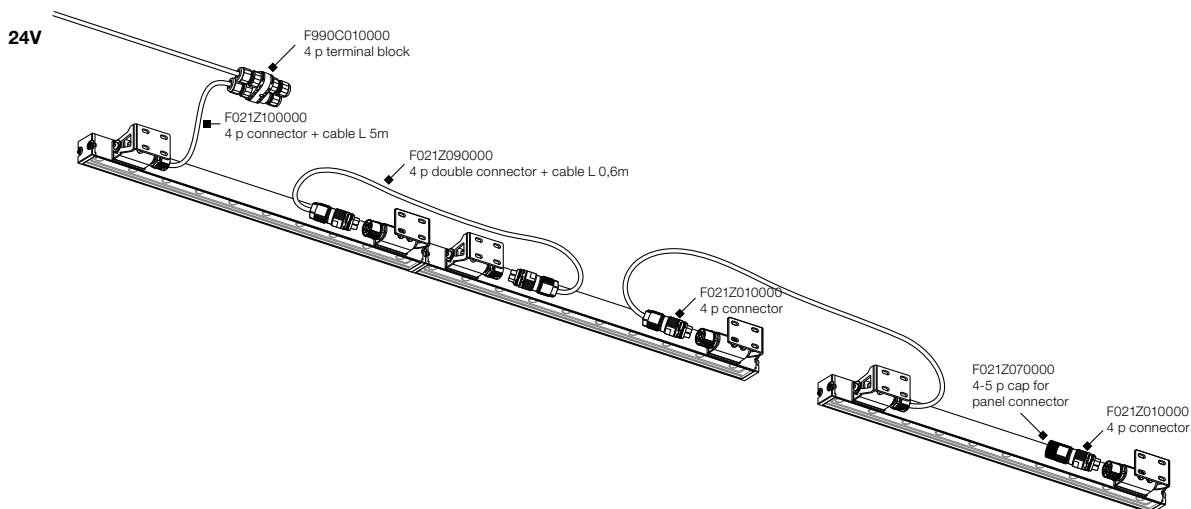 24V
F990C010000
4 p terminal block
F021Z100000
4 p connector + cable L 5m
F021Z090000
4 p double connector + cable L 0,6m
F021Z010000
4 p connector
F021Z070000
4-5 p cap for
panel connector
F021Z010000
4 p connector